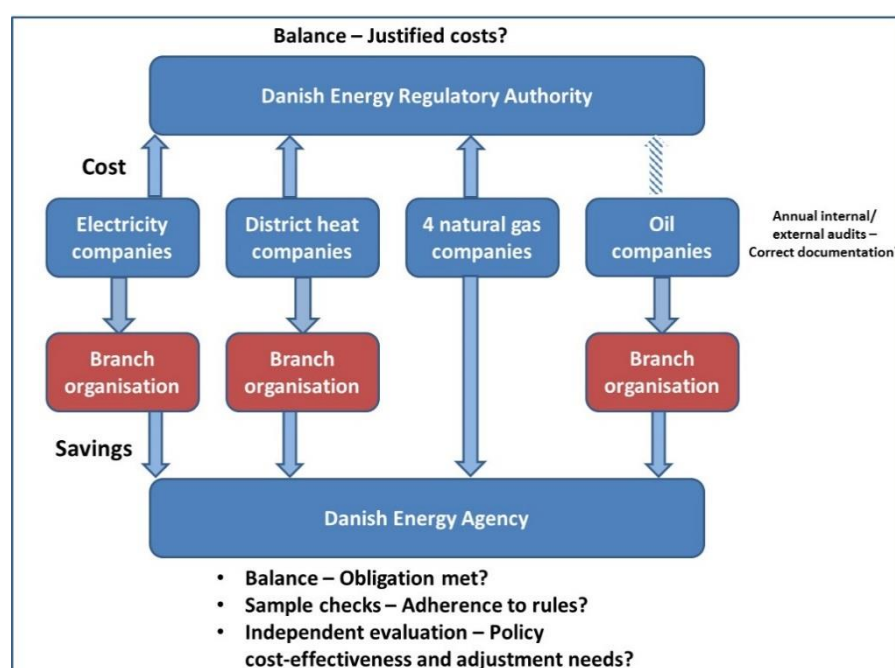 Balance – Justified costs?
Danish Energy Regulatory Authority
Cost
Electricity
companies
District heat
companies
4 natural gas
companies
Oil
companies
Annual internal/
external audits –
Correct documentation?
Branch
organisation
Branch
organisation
Branch
organisation
Savings
Danish Energy Agency
• Balance – Obligation met?
• Sample checks – Adherence to rules?
• Independent evaluation – Policy
cost-effectiveness and adjustment needs?